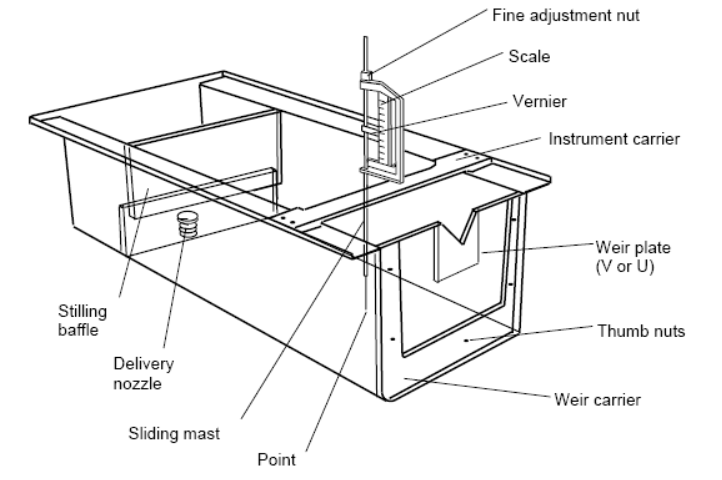 Fine adjustment nut
Scale
Vernier
Instrument carrier
Weir plate
(V or U)
Thumb nuts
Weir carrier
Stilling
baffle
Delivery
nozzle
Sliding mast
Point